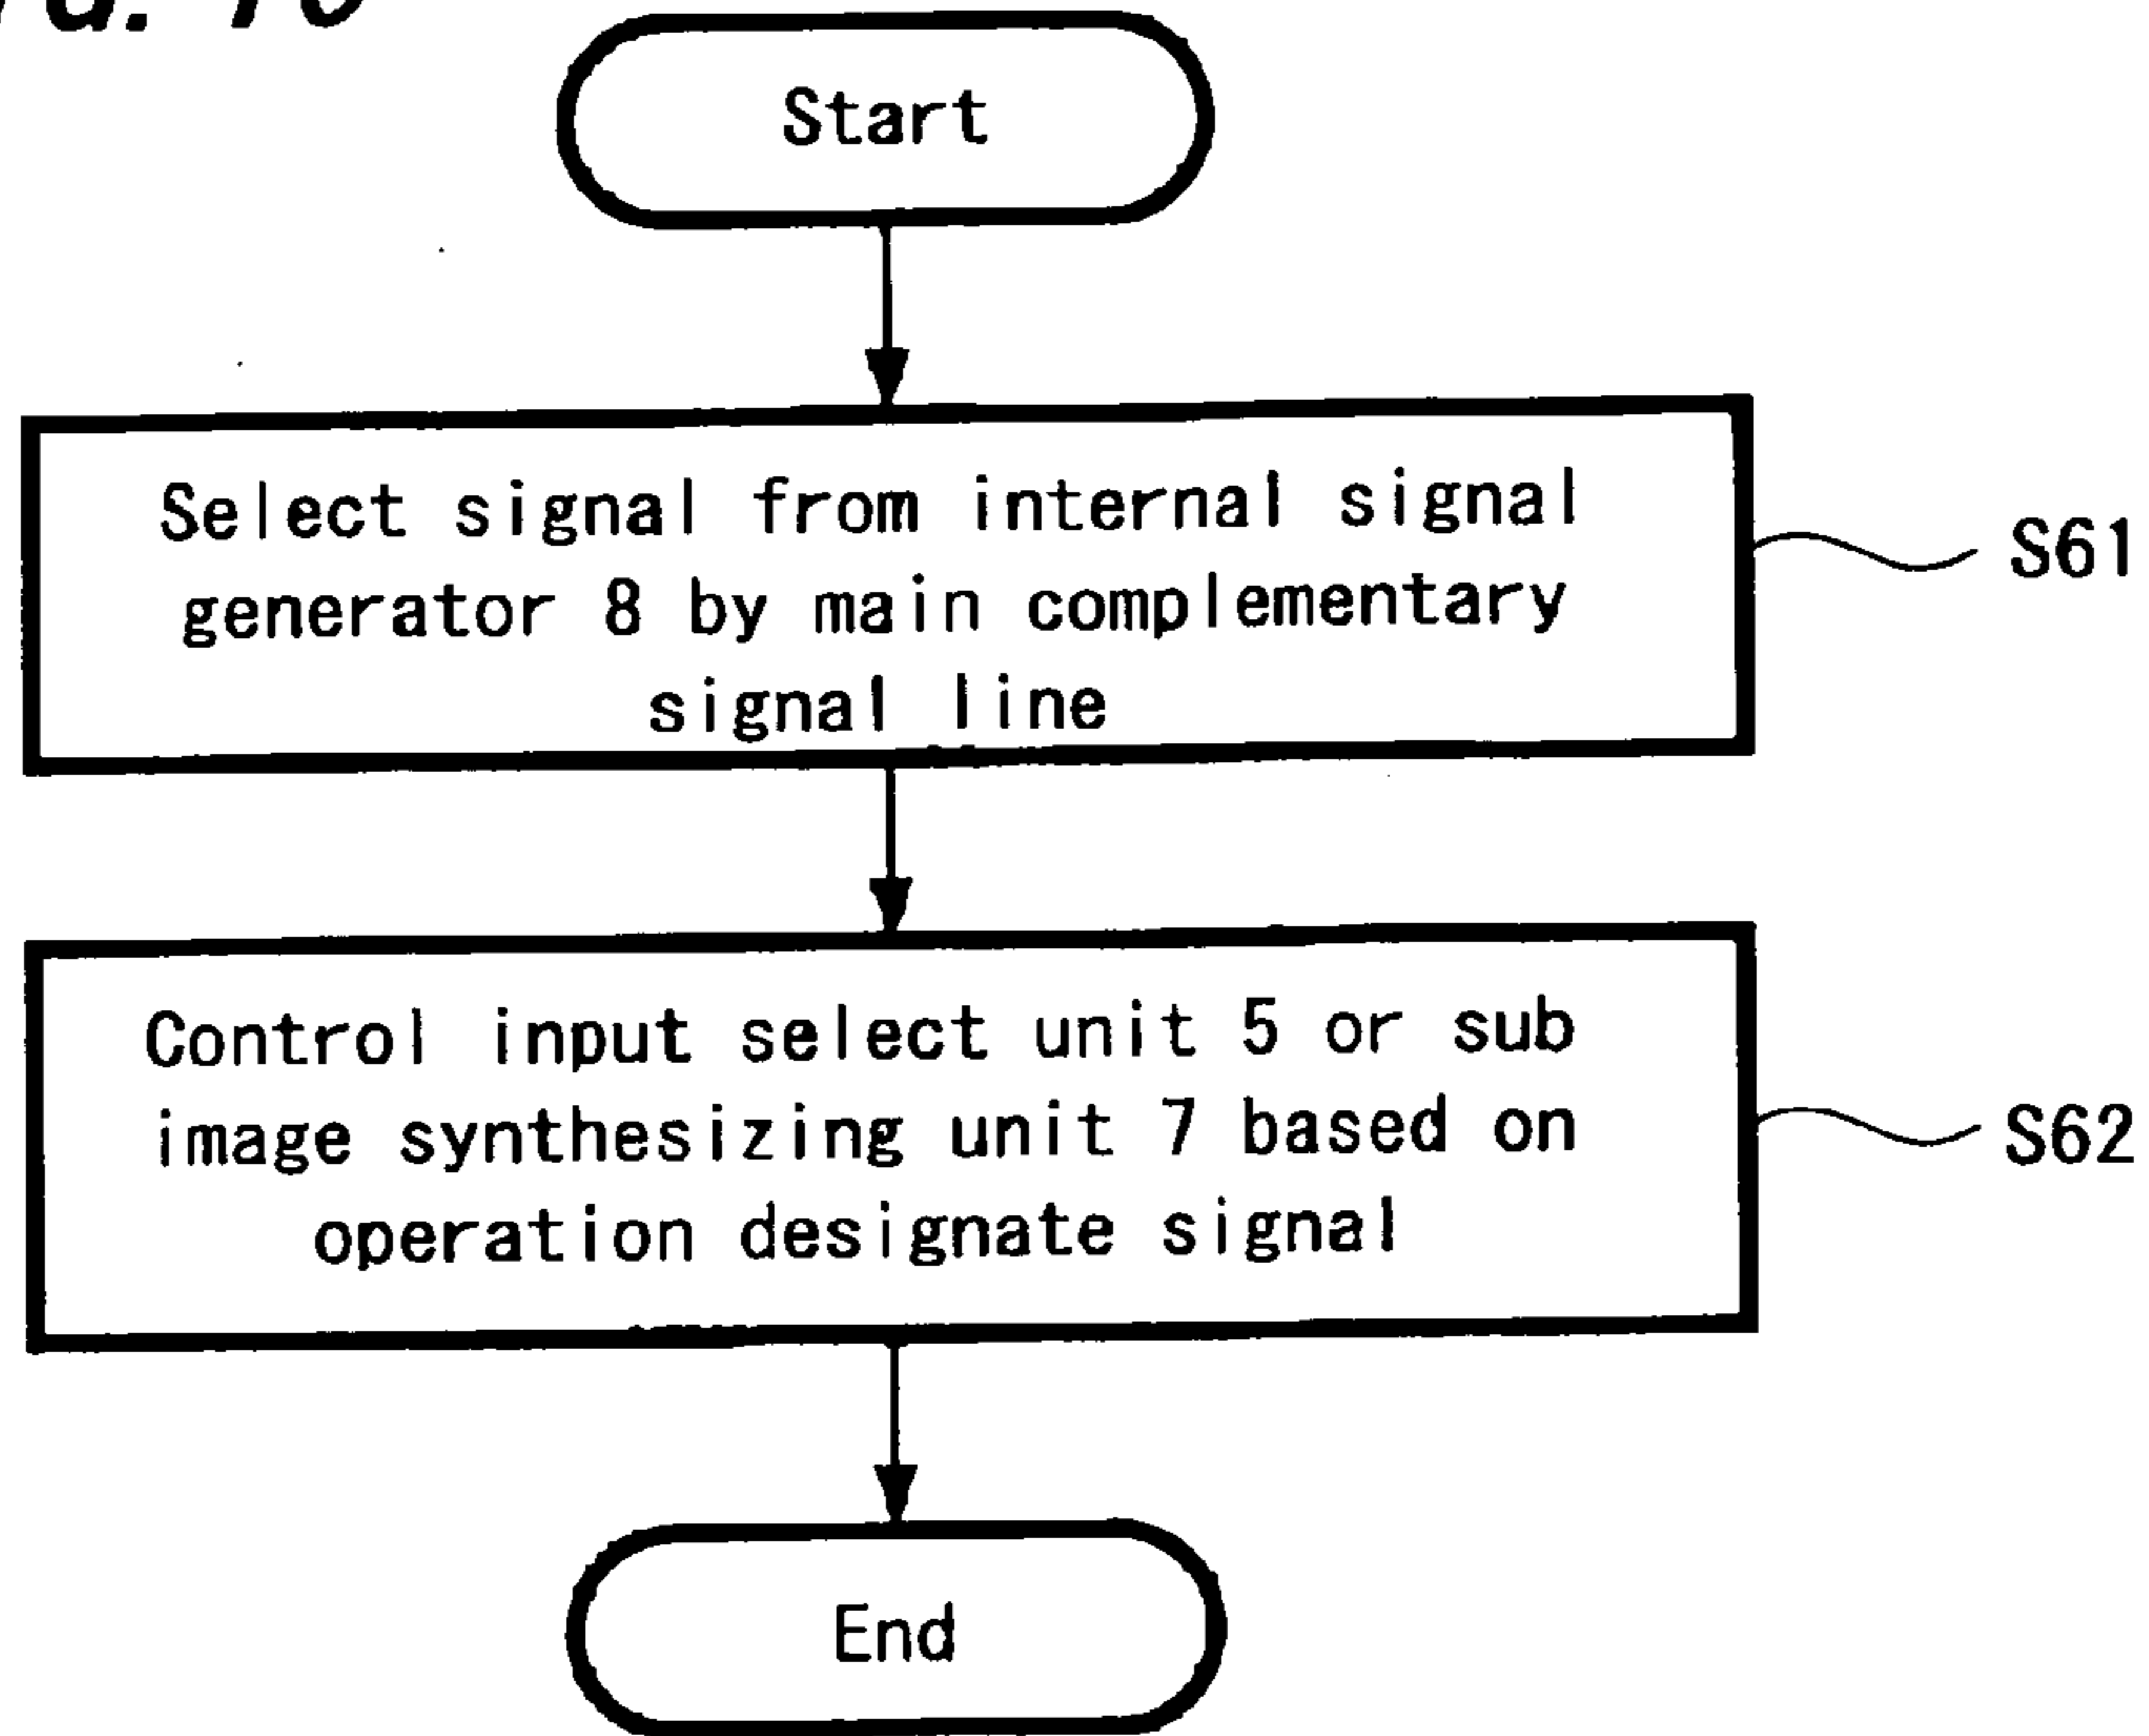 Start
Select signal from internal signal
generator 8 by main complementary
signal line
S61
Control input select unit 5 or sub
image synthesizing unit 7 based on
operation designate signal
S62
End